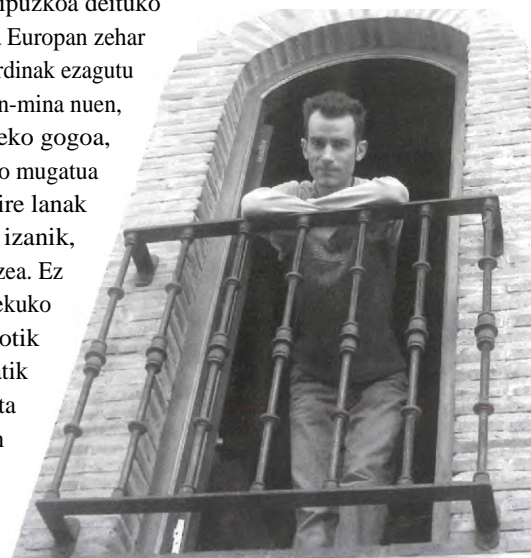 ipuzkoa deituko
Europan zehar
rdinak ezagutu
n-mina nuen,
eko gogoa,
o mugatua
ire lanak
izanik,
zea. Ez
ekuko
otik
tik
ta